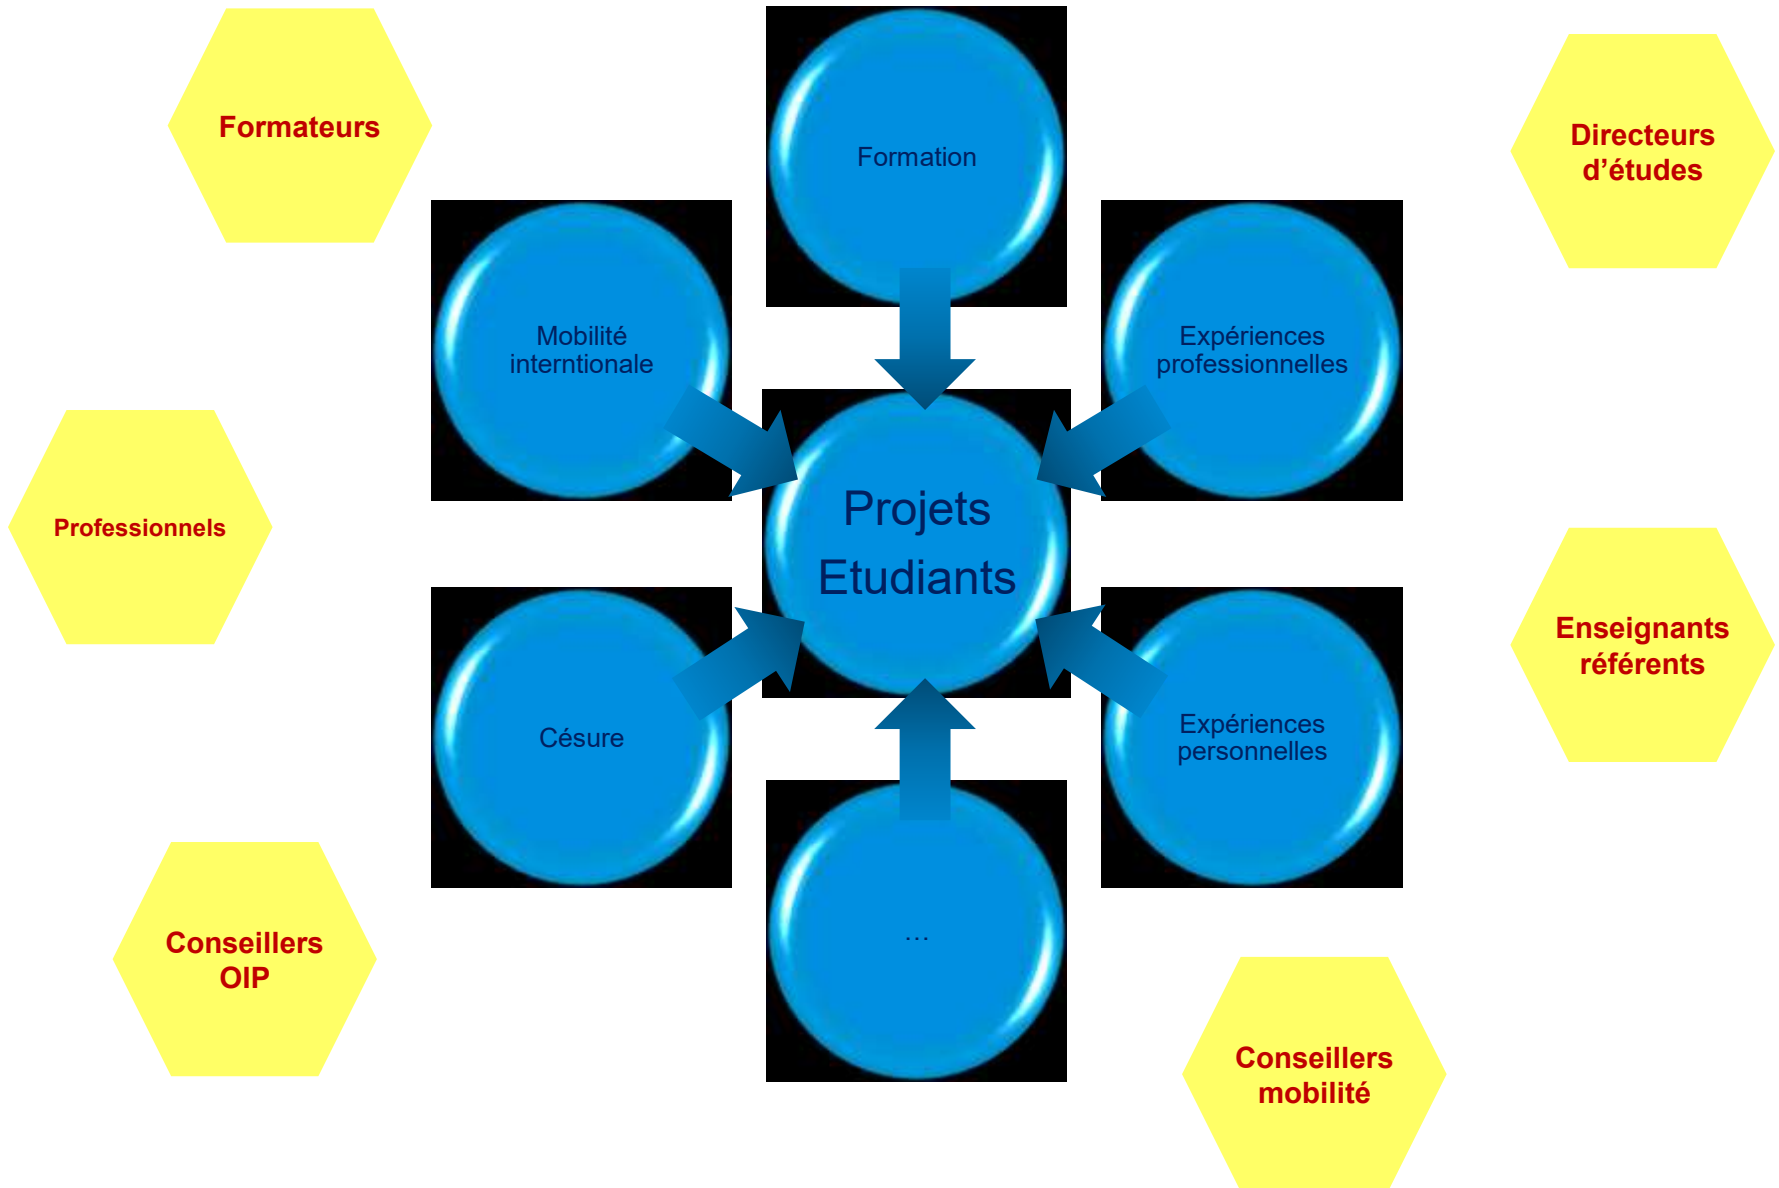 Formateurs
Formation
Directeurs
d’études
Mobilité
interntionale
Expériences
professionnelles
Professionnels
Projets
Etudiants
Enseignants
référents
Césure
Expériences
personnelles
Conseillers
OIP
...
Conseillers
mobilité